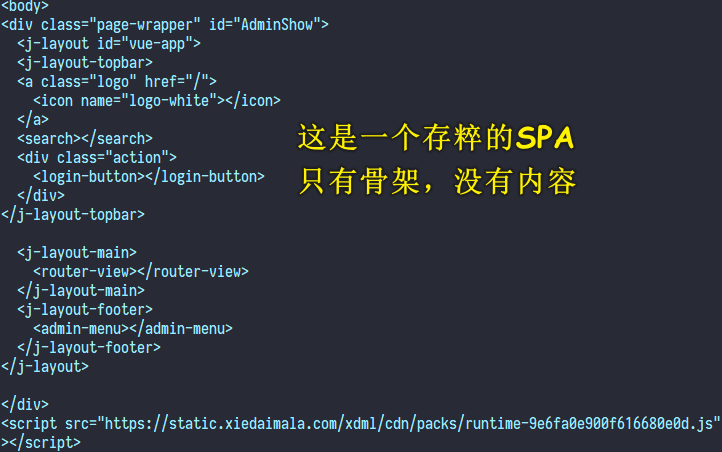 <body>
<div class="page-wrapper" id="AdminShow">
<j-layout id="vue-app">
<j-layout-topbar>
<a class="logo" href="/">
<icon name="logo-white"></icon>
</a>
<search></search>
<div class="action">
<login-button></login-button>
</div>
</j-layout-topbar>
这是一个存粹的SPA
只有骨架，没有内容
<j-layout-main>
<router-view></router-view>
</j-layout-main>
<j-layout-footer>
<admin-menu></admin-menu>
</j-layout-footer>
</j-layout>
</div>
<script src="https://static.xiedaimala.com/xdml/cdn/packs/runtime-9e6fa0e900f616680e0d.js"
></script>